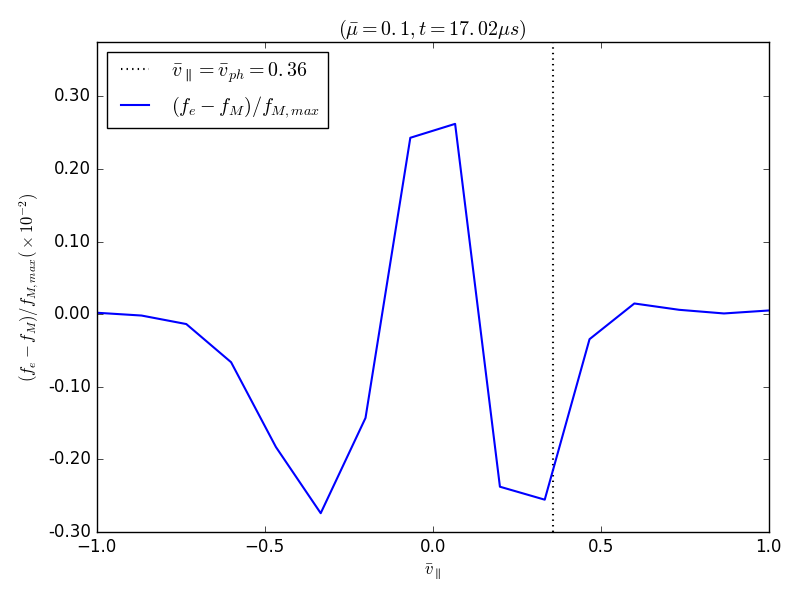 (μ̄ = 0.1, t = 17.02μs)
v̄∥ = v̄ph = 0.36
(fe − fM)/fM,max
0.30
0.20
0.10
0.00
-0.10
-0.20
-0.30
(fe − fM)/fM,max(×10⁻²)
−1.0 −0.5 0.0 0.5 1.0
v̄∥